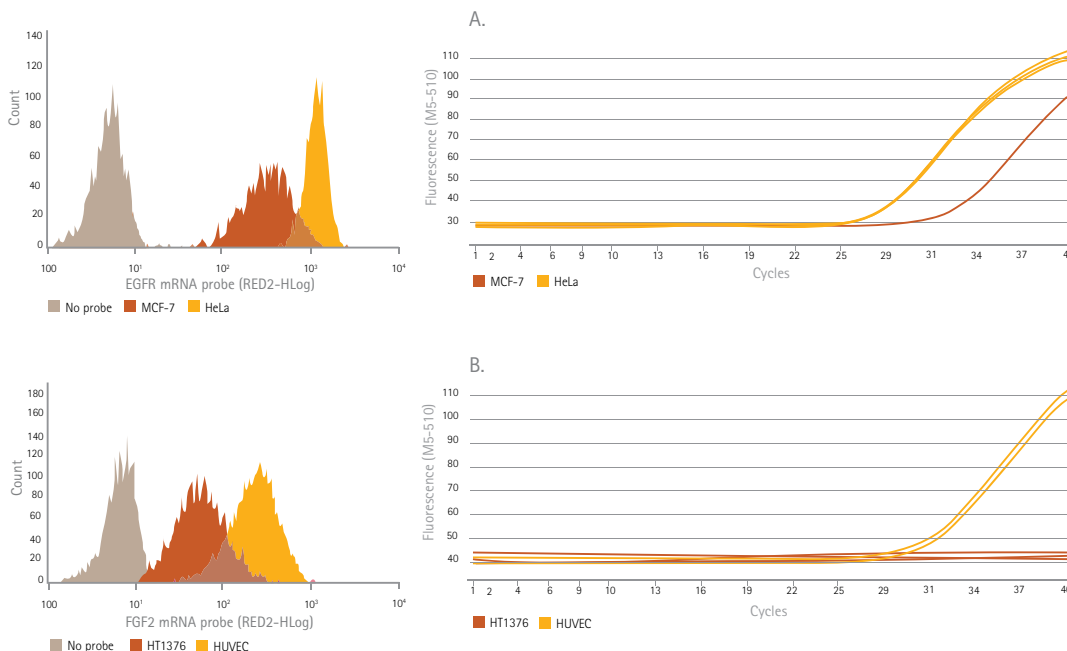 A.
140
120
100
80
60
40
20
0
Count
100 10¹ 10² 10³ 10⁴
EGFR mRNA probe (RED2-HLog)
No probe MCF-7 HeLa
110
100
90
80
70
60
50
40
30
Fluorescence (M5-510)
1 2 4 10 13 16 19 22 25 29 31 34 37 4
Cycles
MCF-7 HeLa
B.
180
160
140
120
100
80
60
40
20
0
Count
100 10¹ 10² 10³ 10⁴
FGF2 mRNA probe (RED2-HLog)
No probe HT1376 HUVEC
110
100
90
80
70
60
50
40
Fluorescence (M5-510)
1 2 5 10 13 16 19 22 25 29 31 34 37 40
Cycles
HT1376 HUVEC